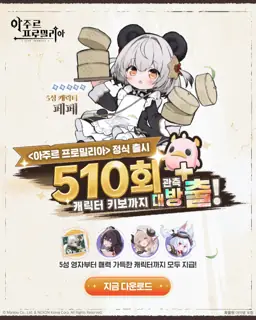 아주르
프로밀리아
5성 캐릭터
페페
<아주르 프로밀리아> 정식 출시
510회 관측
캐릭터 키보까지 대방출!
5성 영자부터 매력 가득한 캐릭터까지 모두 지급!
지금 다운로드